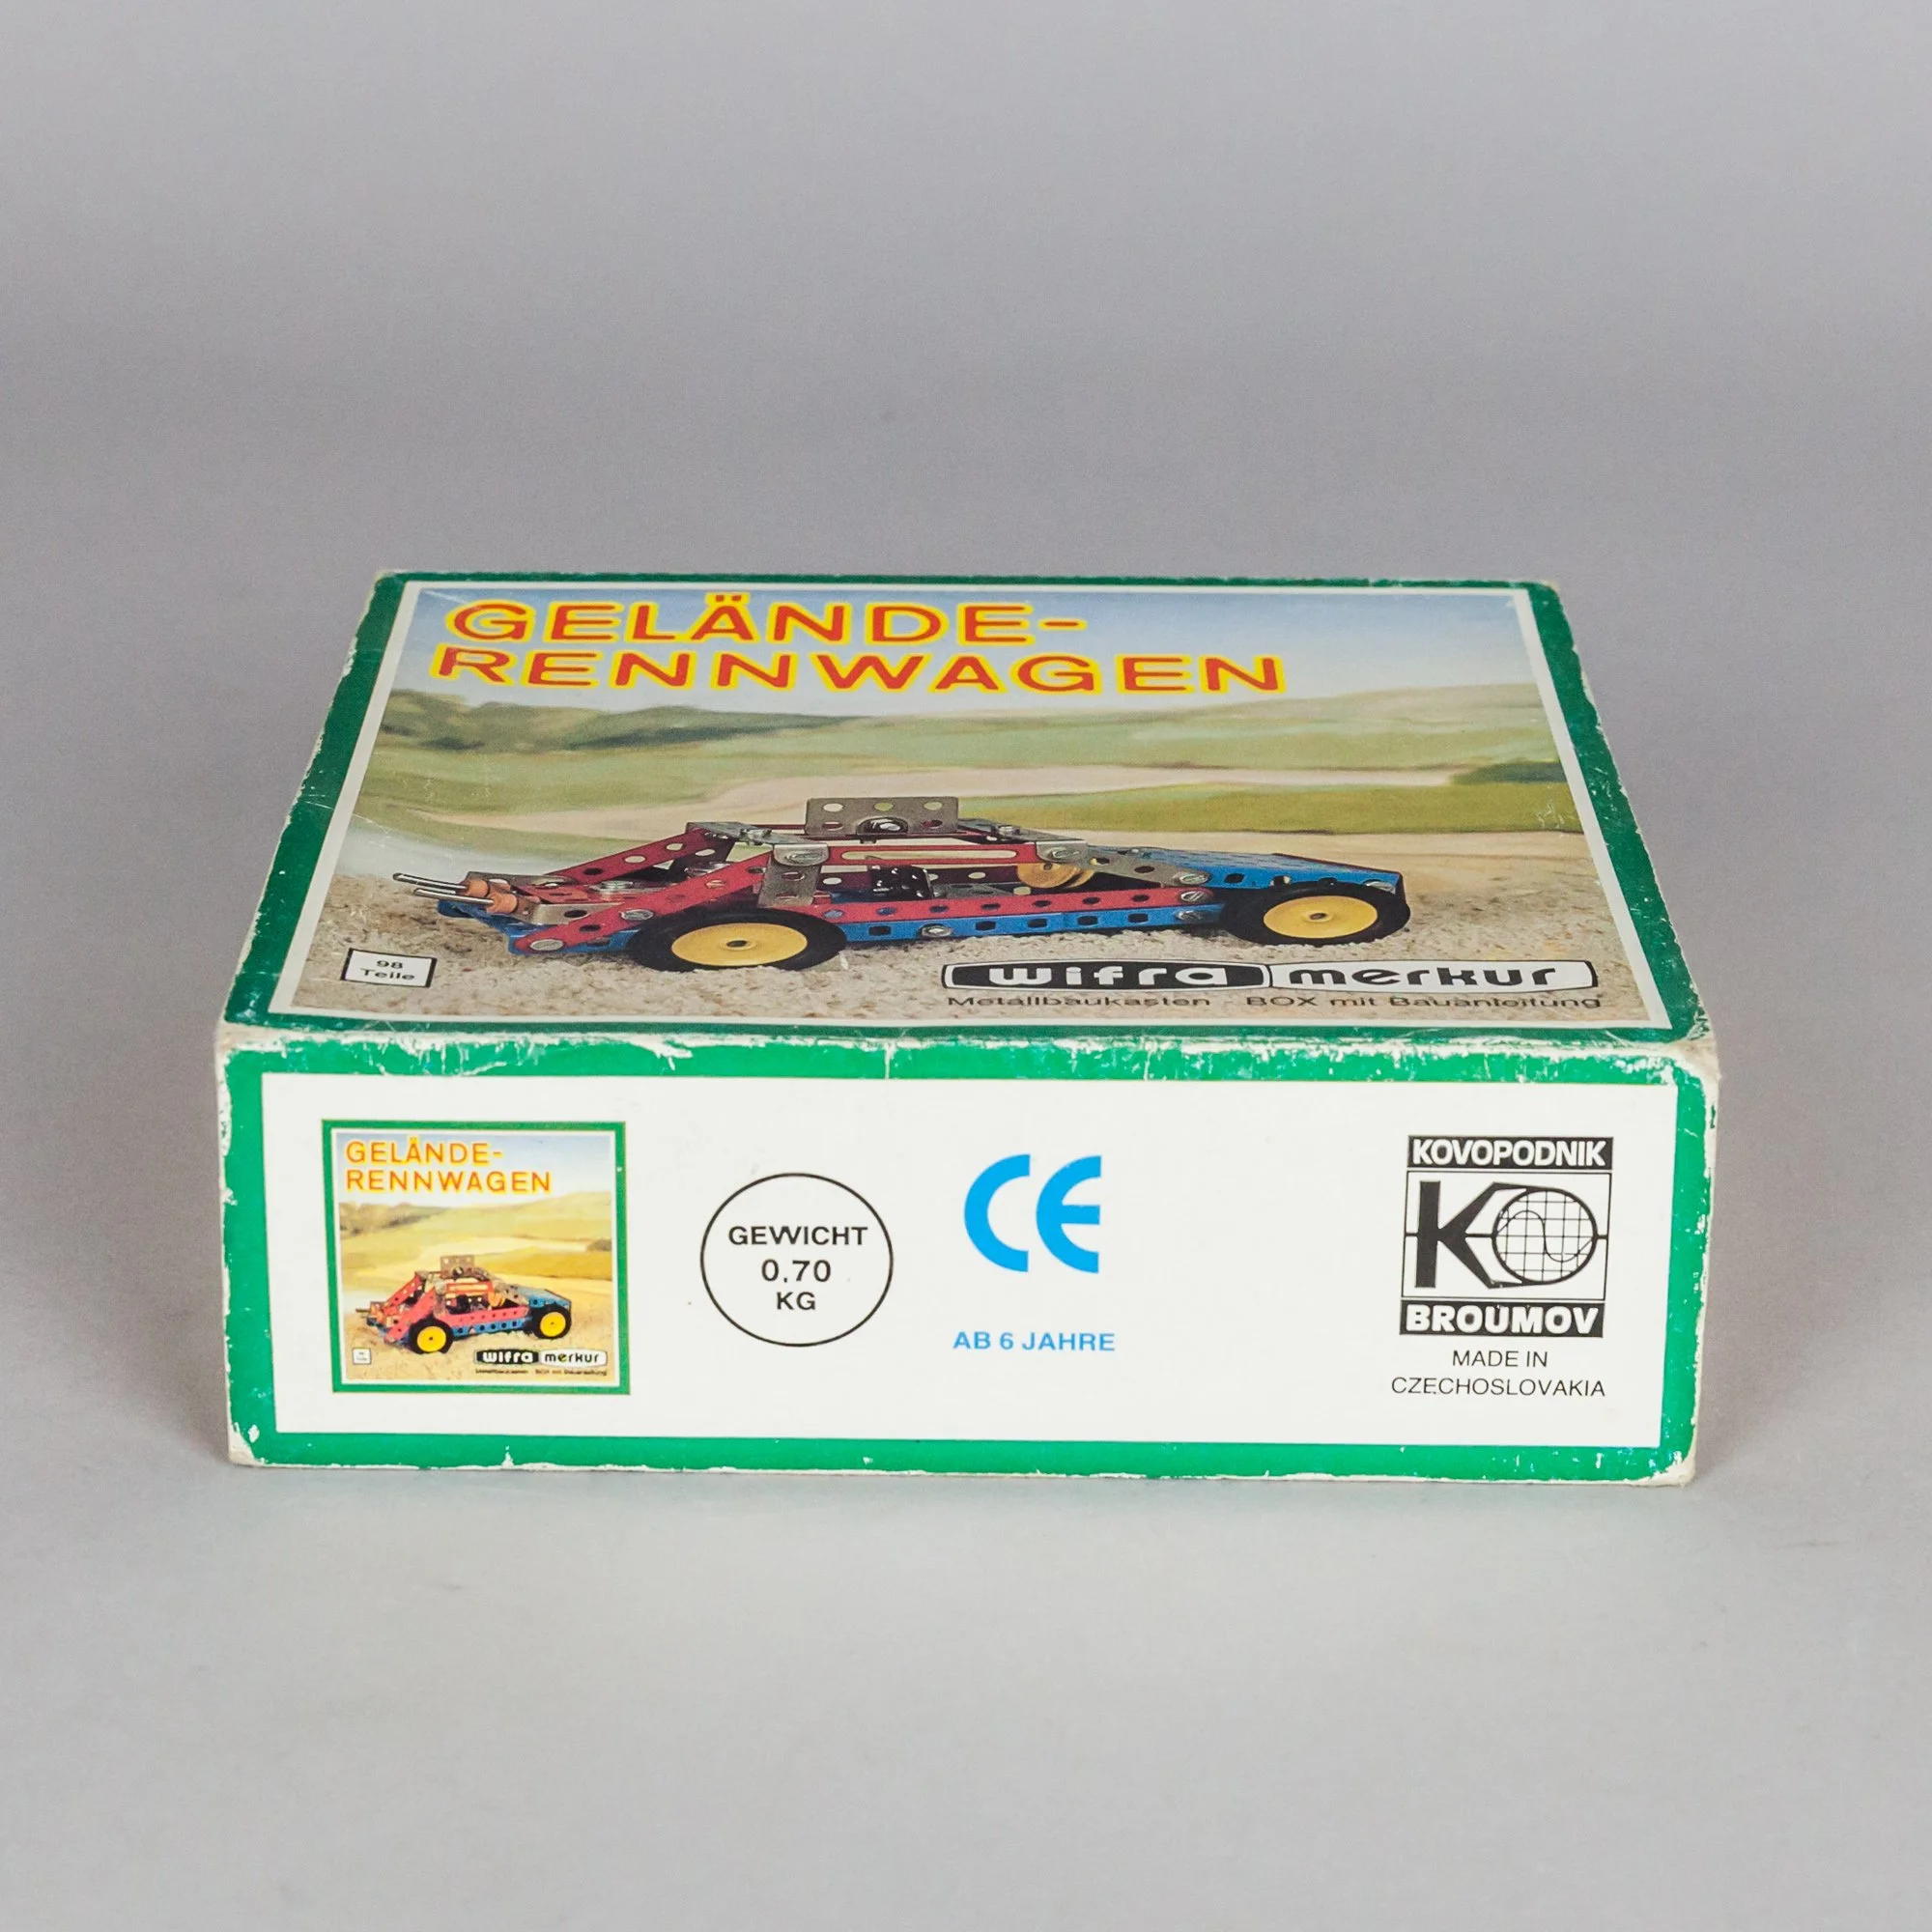 GELÄNDE-
RENNWAGEN
98
Teile
wifra merkur
Metallbaukasten BOX mit Bauanleitung
GELÄNDE-
RENNWAGEN
wifra merkur
GEWICHT
0.70
KG
CE
AB 6 JAHRE
KOVOPODNIK
K
BROUMOV
MADE IN
CZECHOSLOVAKIA